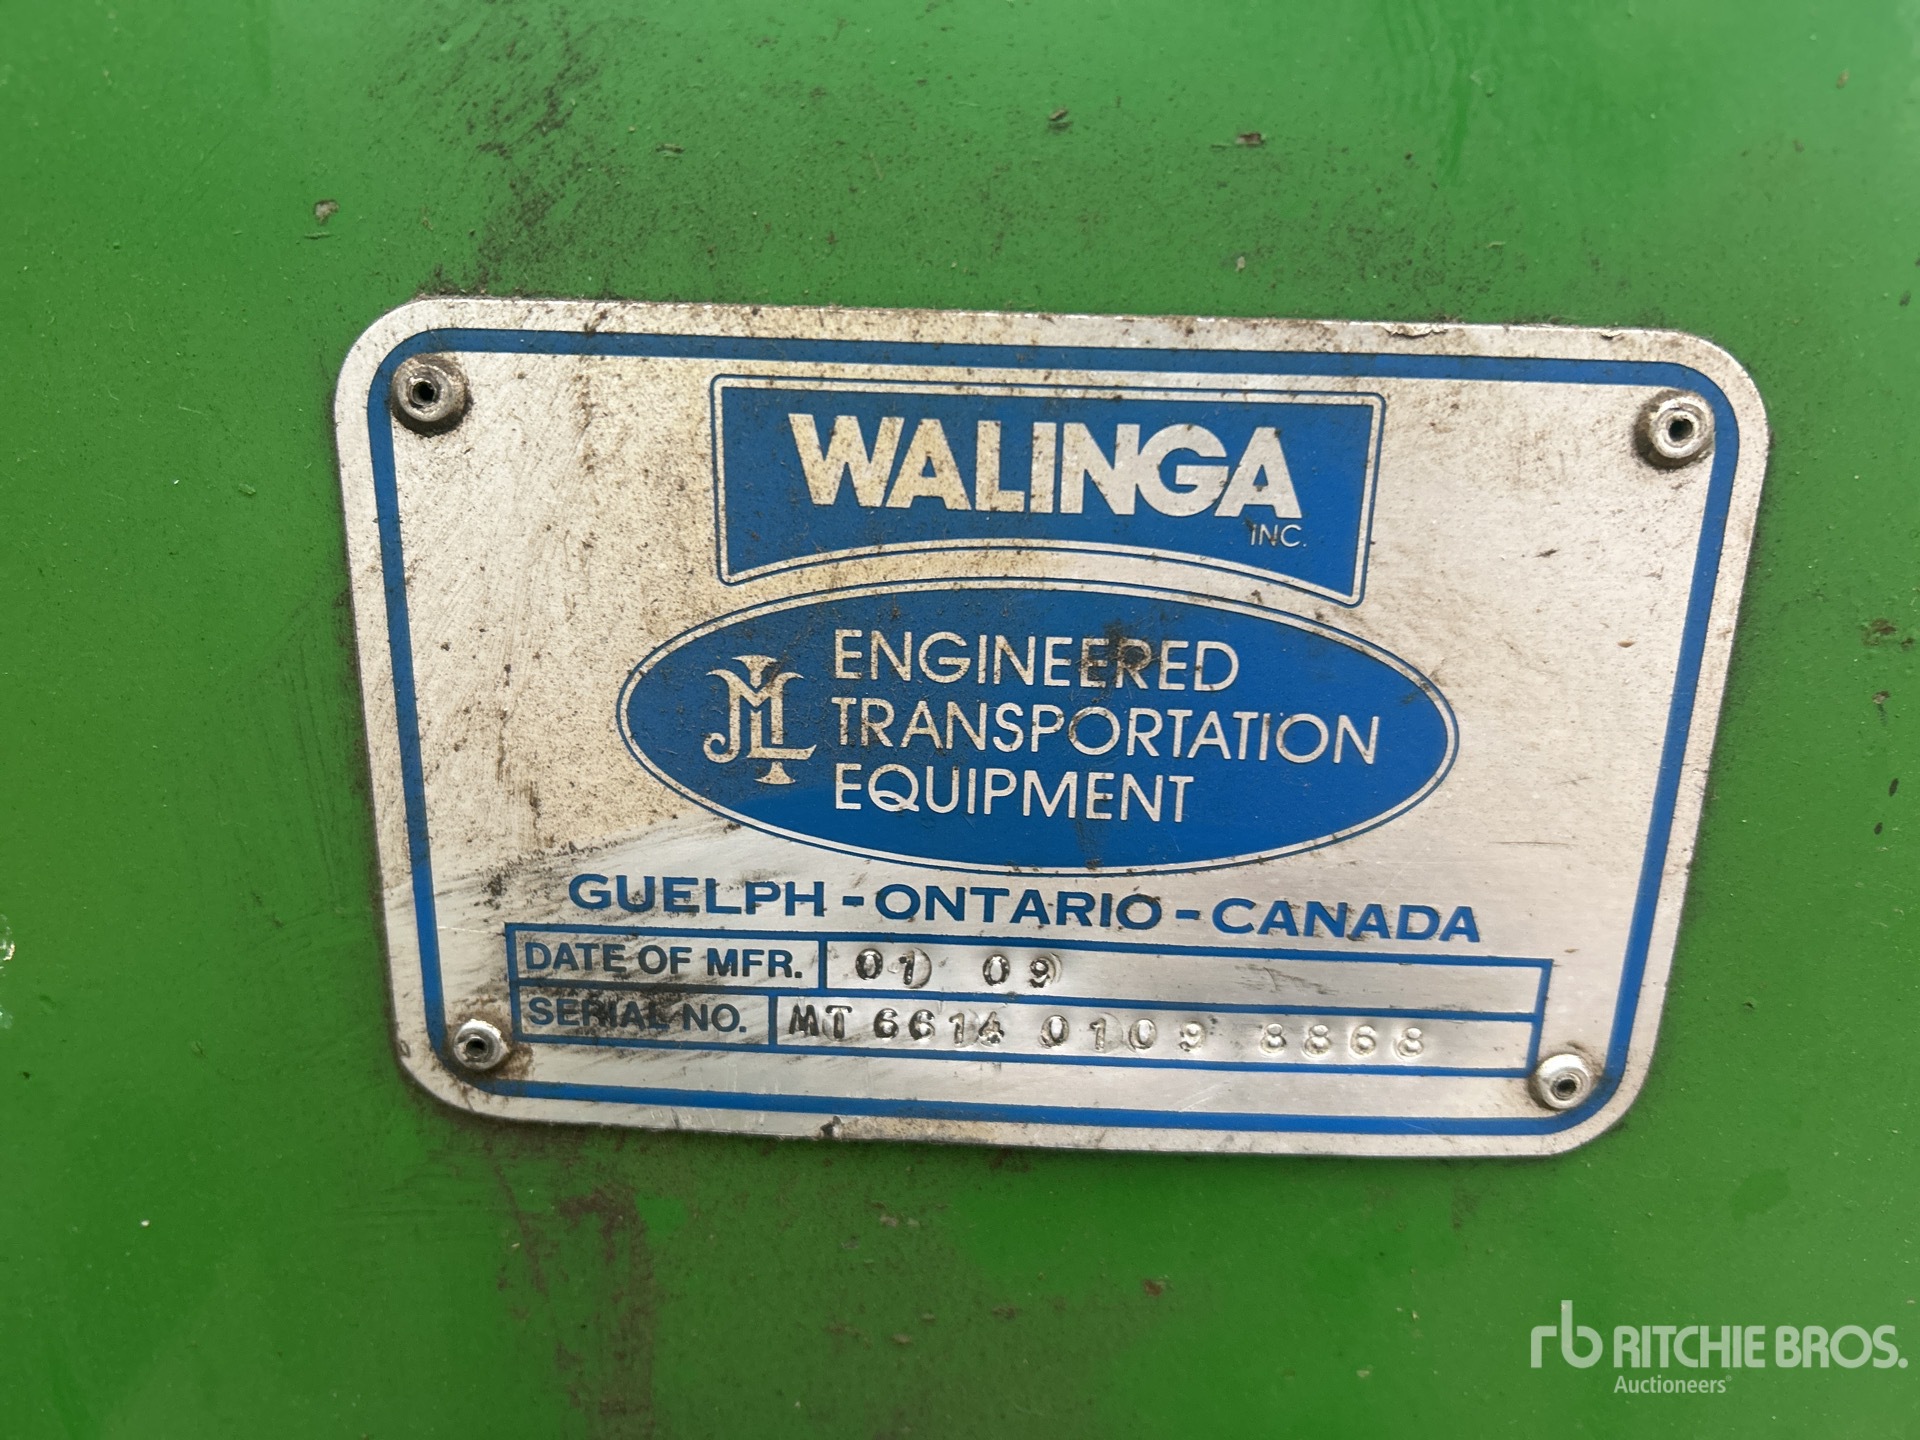 WALINGA
INC.
ENGINEERED
TRANSPORTATION
EQUIPMENT
GUELPH-ONTARIO-CANADA
DATE OF MFR. 01 09
SERIAL NO. MT 6614 0109 8868
rb RITCHIE BROS.
Auctioneers